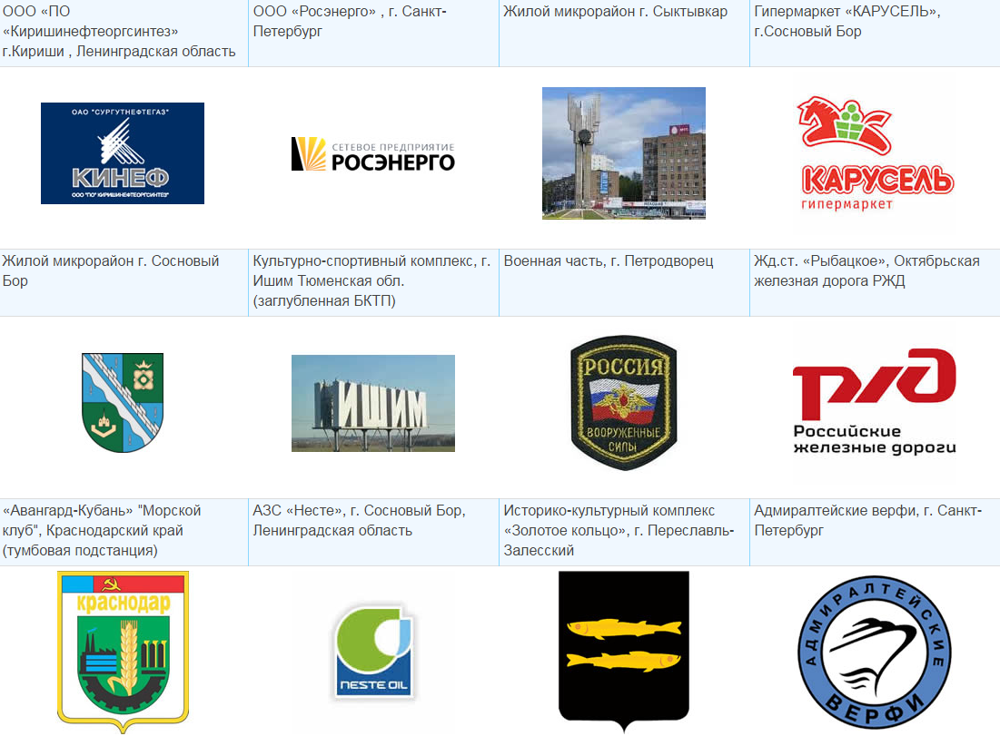 ООО «ПО
«Киришинефтеоргсинтез»
г.Кириши , Ленинградская область
ООО «Росэнерго» , г. Санкт-
Петербург
Жилой микрорайон г. Сыктывкар
Гипермаркет «КАРУСЕЛЬ»,
г.Сосновый Бор
ОАО "СУРГУТНЕФТЕГАЗ"
КИНЕФ
ООО "ПО" КИРИШИНЕФТЕОРГСИНТЕЗ"
СЕТЕВОЕ ПРЕДПРИЯТИЕ
РОСЭНЕРГО
КАРУСЕЛЬ
гипермаркет
Жилой микрорайон г. Сосновый
Бор
Культурно-спортивный комплекс, г.
Ишим Тюменская обл.
(заглубленная БКТП)
Военная часть, г. Петродворец
Жд.ст. «Рыбацкое», Октябрьская
железная дорога РЖД
ИШИМ
РОССИЯ
ВООРУЖЕННЫЕ
СИЛЫ
РЖД
Российские
железные дороги
«Авангард-Кубань» "Морской
клуб", Краснодарский край
(тумбовая подстанция)
АЗС «Несте», г. Сосновый Бор,
Ленинградская область
Историко-культурный комплекс
«Золотое кольцо», г. Переславль-
Залесский
Адмиралтейские верфи, г. Санкт-
Петербург
краснодар
NESTE OIL
АДМИРАЛТЕЙСКИЕ
ВЕРФИ